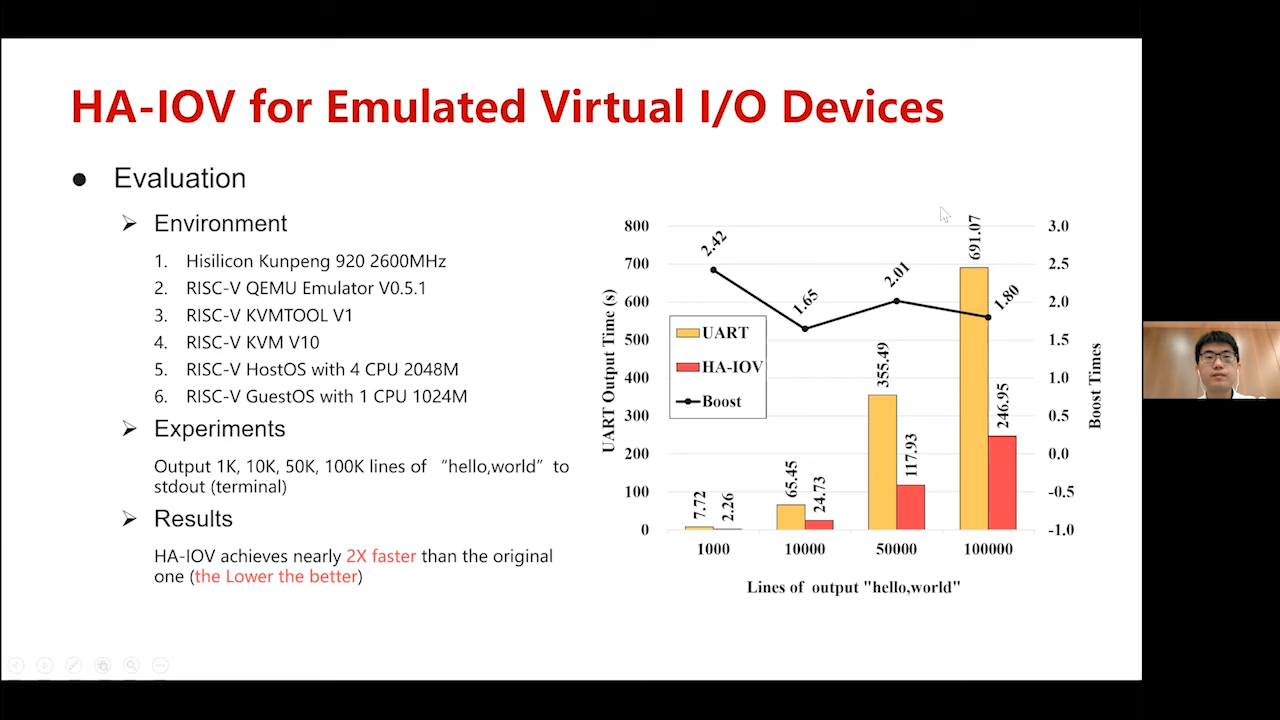 HA-IOV for Emulated Virtual I/O Devices
● Evaluation
➢ Environment
1. Hisilicon Kunpeng 920 2600MHz
2. RISC-V QEMU Emulator V0.5.1
3. RISC-V KVMTOOL V1
4. RISC-V KVM V10
5. RISC-V HostOS with 4 CPU 2048M
6. RISC-V GuestOS with 1 CPU 1024M
➢ Experiments
Output 1K, 10K, 50K, 100K lines of “hello,world” to
stdout (terminal)
➢ Results
HA-IOV achieves nearly 2X faster than the original
one (the Lower the better)
UART Output Time (s)
800
700
600
500
400
300
200
100
0
2.42
1.65
2.01
1.80
UART
HA-IOV
Boost
7.72
2.26
65.45
24.73
355.49
117.93
691.07
246.95
3.0
2.5
2.0
1.5
1.0
0.5
0.0
-0.5
-1.0
Boost Times
1000 10000 50000 100000
Lines of output "hello,world"